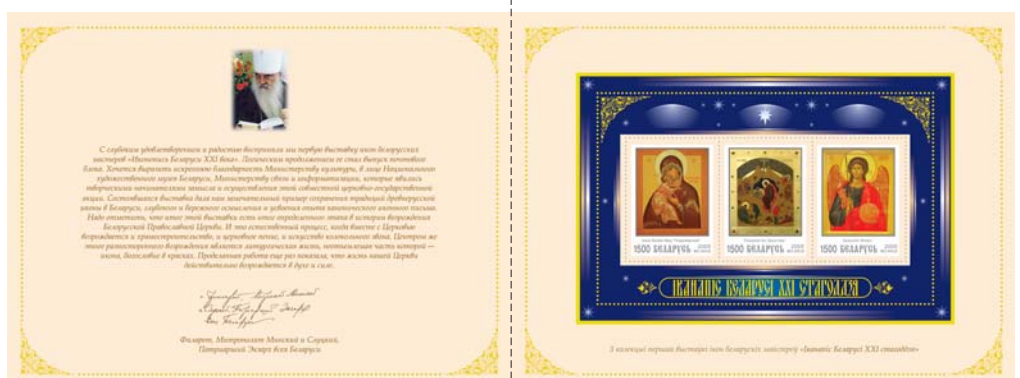 С глубоким удовлетворением и радостью восприняли мы первую выставку икон белорусских
мастеров «Иконопись Беларуси XXI века». Логическим продолжением ее стал выпуск почтового
блока. Хочется выразить искреннюю благодарность Министерству культуры, в лице Национального
художественного музея Беларуси, Министерству связи и информатизации, которые явились
творческими начинателями замысла и осуществления этой совместной церковно-государственной
акции. Состоявшаяся выставка дала нам замечательный пример сохранения традиций древнерусской
иконы в Беларуси, глубокого и бережного осмысления и усвоения опыта канонического иконного письма.
Надо отметить, что итог этой выставки есть итог определенного этапа в истории возрождения
Белорусской Православной Церкви. И это естественный процесс, когда вместе с Церковью
возрождается и храмостроительство, и церковное пение, и искусство колокольного звона. Центром же
этого разностороннего возрождения является литургическая жизнь, неотъемлемая часть которой —
икона, богословие в красках. Проделанная работа еще раз показала, что жизнь нашей Церкви
действительно возрождается в духе и силе.
Филарет, Митрополит Минский и Слуцкий,
Патриарший Экзарх всея Беларуси
1500 БЕЛАРУСЬ 2008
1500 БЕЛАРУСЬ 2008
1500 БЕЛАРУСЬ 2008
ІКАНАПІС БЕЛАРУСІ XXI СТАГОДДЗЯ
З калекцыі першай выставкі ікон беларускіх майстроў «Іканапіс Беларусі XXI стагоддзя»